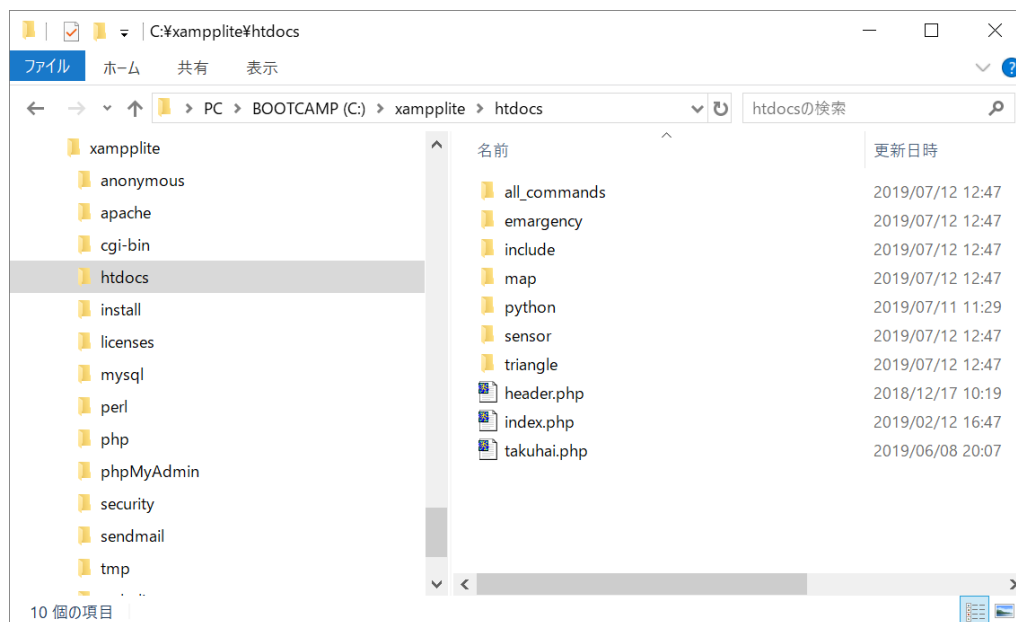 C:¥xampplite¥htdocs
ファイル ホーム 共有 表示 ?
PC > BOOTCAMP (C:) > xampplite > htdocs htdocsの検索
xampplite
anonymous
apache
cgi-bin
htdocs
install
licenses
mysql
perl
php
phpMyAdmin
security
sendmail
tmp
名前 更新日時
all_commands 2019/07/12 12:47
emargency 2019/07/12 12:47
include 2019/07/12 12:47
map 2019/07/12 12:47
python 2019/07/11 11:29
sensor 2019/07/12 12:47
triangle 2019/07/12 12:47
header.php 2018/12/17 10:19
index.php 2019/02/12 16:47
takuhai.php 2019/06/08 20:07
10 個の項目